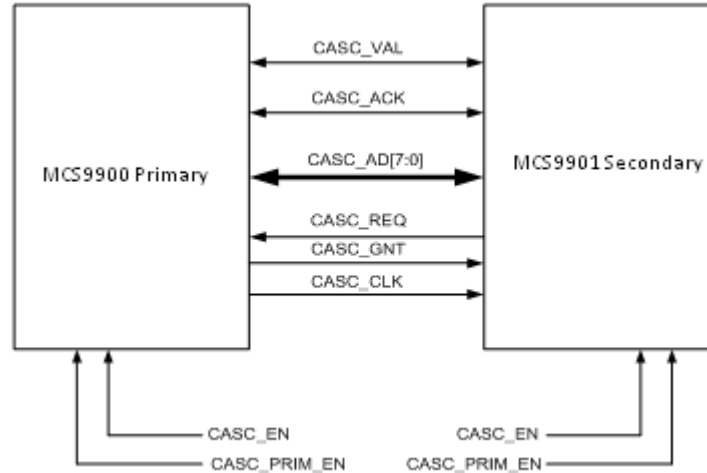 CASC_VAL
CASC_ACK
CASC_AD[7:0]
MCS9900 Primary
MCS9901 Secondary
CASC_REQ
CASC_GNT
CASC_CLK
CASC_EN
CASC_EN
CASC_PRIM_EN
CASC_PRIM_EN